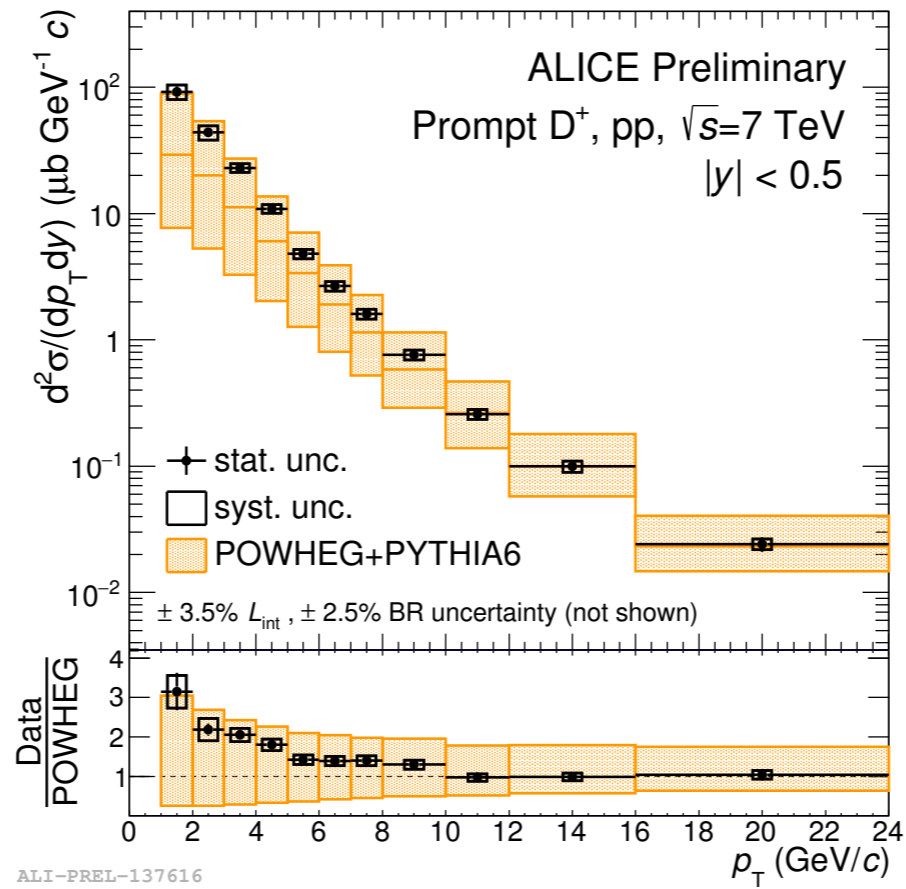 ALICE Preliminary
Prompt D⁺, pp, √s=7 TeV
|y| < 0.5
d²σ/(dp_T dy) (μb GeV⁻¹ c)
10²
10
1
10⁻¹
10⁻²
stat. unc.
syst. unc.
POWHEG+PYTHIA6
± 3.5% L_int , ± 2.5% BR uncertainty (not shown)
Data
POWHEG
4
3
2
1
0 2 4 6 8 10 12 14 16 18 20 22 24
p_T (GeV/c)
ALI-PREL-137616